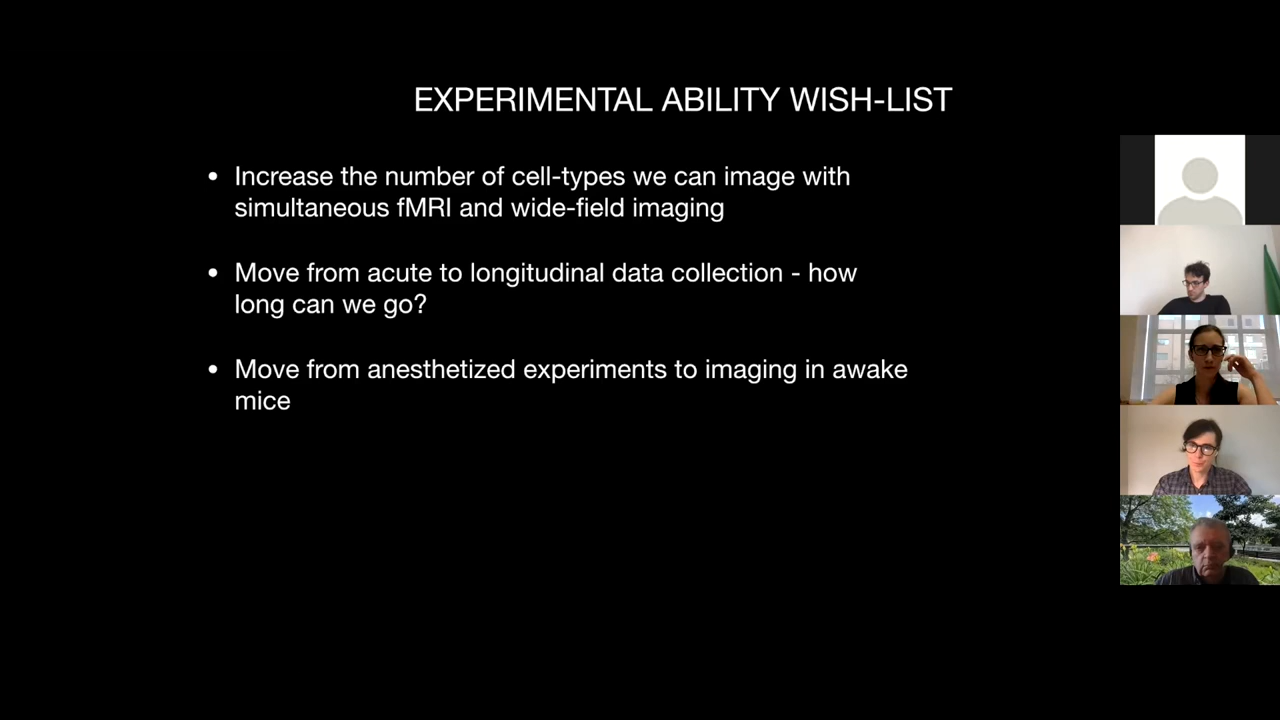 EXPERIMENTAL ABILITY WISH-LIST
• Increase the number of cell-types we can image with
simultaneous fMRI and wide-field imaging
• Move from acute to longitudinal data collection - how
long can we go?
• Move from anesthetized experiments to imaging in awake
mice